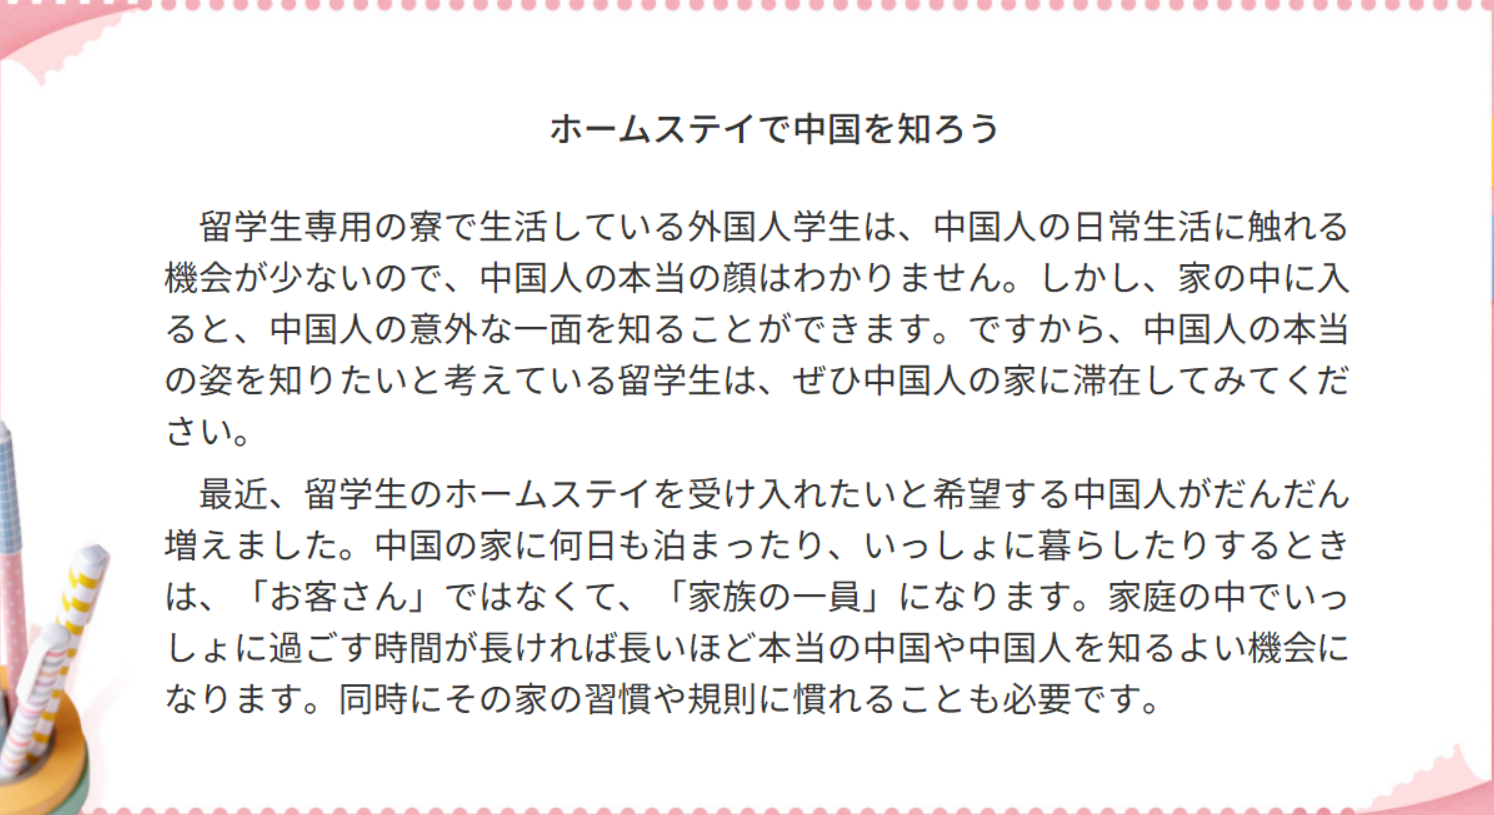 ホームステイで中国を知ろう
留学生専用の寮で生活している外国人学生は、中国人の日常生活に触れる
機会が少ないので、中国人の本当の顔はわかりません。しかし、家の中に入
ると、中国人の意外な一面を知ることができます。ですから、中国人の本当
の姿を知りたいと考えている留学生は、ぜひ中国人の家に滞在してみてくだ
さい。
最近、留学生のホームステイを受け入れたいと希望する中国人がだんだん
増えました。中国の家に何日も泊まったり、いっしょに暮らしたりするとき
は、「お客さん」ではなくて、「家族の一員」になります。家庭の中でいっ
しょに過ごす時間が長ければ長いほど本当の中国や中国人を知るよい機会に
なります。同時にその家の習慣や規則に慣れることも必要です。